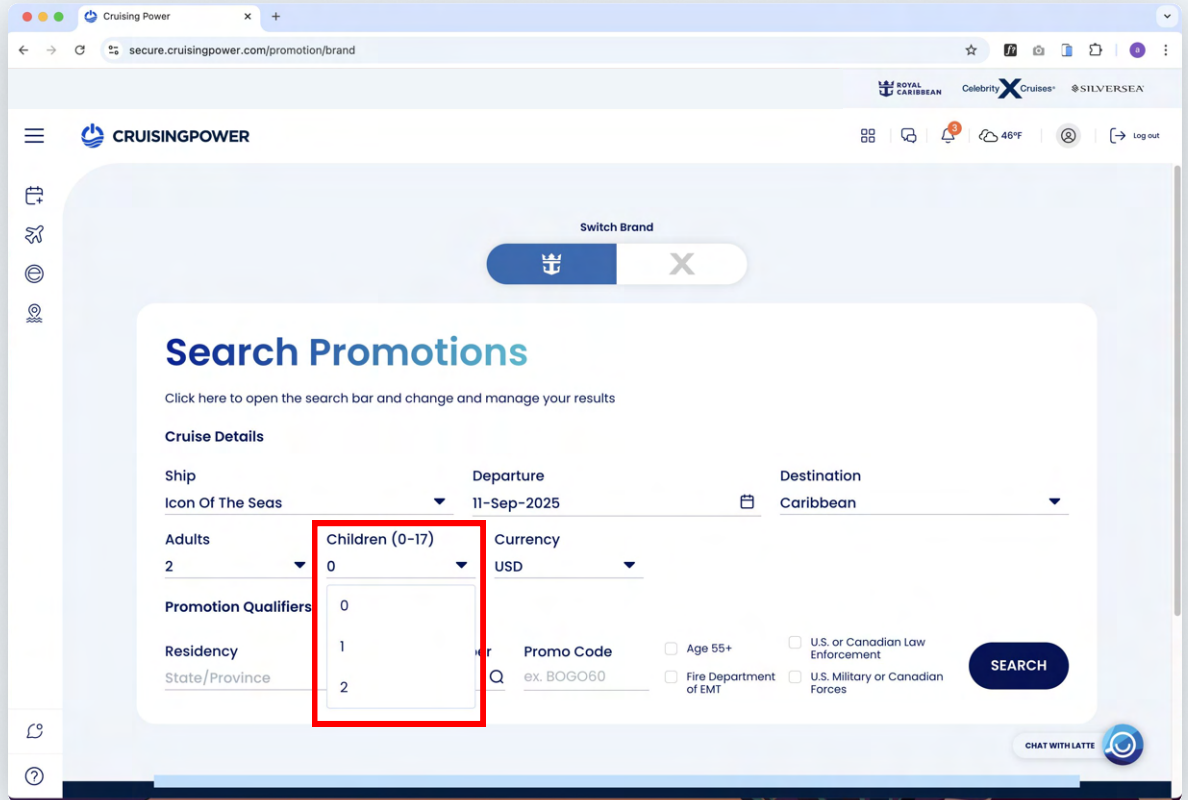 Cruising Power
secure.cruisingpower.com/promotion/brand
a
ROYAL
CARIBBEAN
Celebrity X Cruises
SILVERSEA
CRUISINGPOWER
3
46°F
Log out
Switch Brand
X
Search Promotions
Click here to open the search bar and change and manage your results
Cruise Details
Ship
Departure
Destination
Icon Of The Seas
11-Sep-2025
Caribbean
Adults
Children (0-17)
Currency
2
0
USD
Promotion Qualifiers
0
1
2
Residency
State/Province
Promo Code
ex. BOGO60
Age 55+
U.S. or Canadian Law
Enforcement
Fire Department
of EMT
U.S. Military or Canadian
Forces
SEARCH
CHAT WITH LATTE